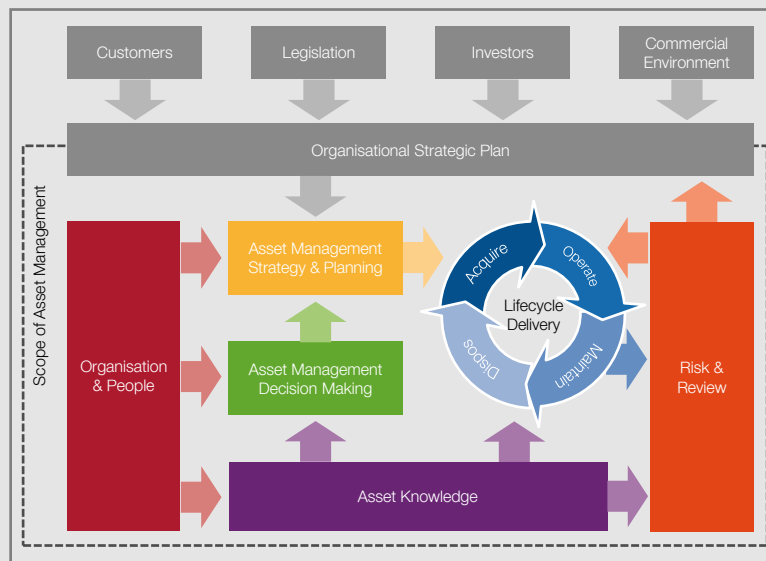 Customers
Legislation
Investors
Commercial
Environment
Organisational Strategic Plan
Scope of Asset Management
Organisation
& People
Asset Management
Strategy & Planning
Asset Management
Decision Making
Acquire
Operate
Maintain
Dispos
Lifecycle
Delivery
Risk &
Review
Asset Knowledge